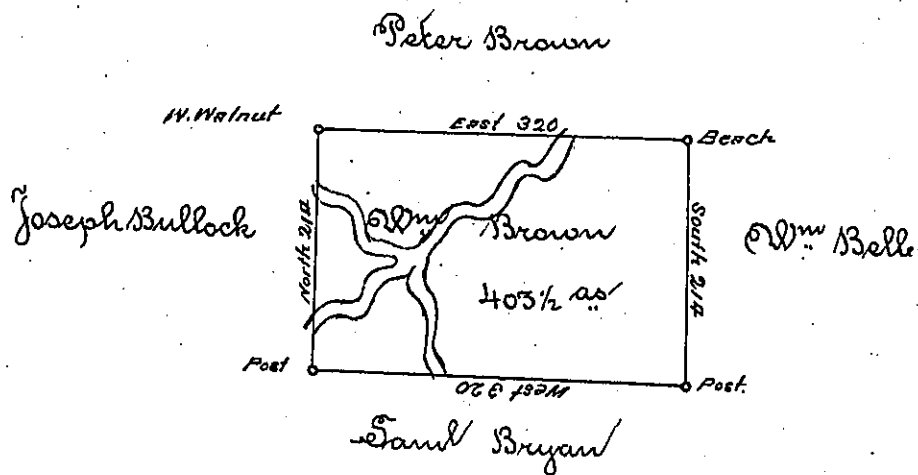 Peter Brown
W. Walnut
East 320
Beach
Joseph Bullock
North 214
Wm Brown
South 214
Wm Bell
403½ as
Post
West 320
Post.
Saml Bryan